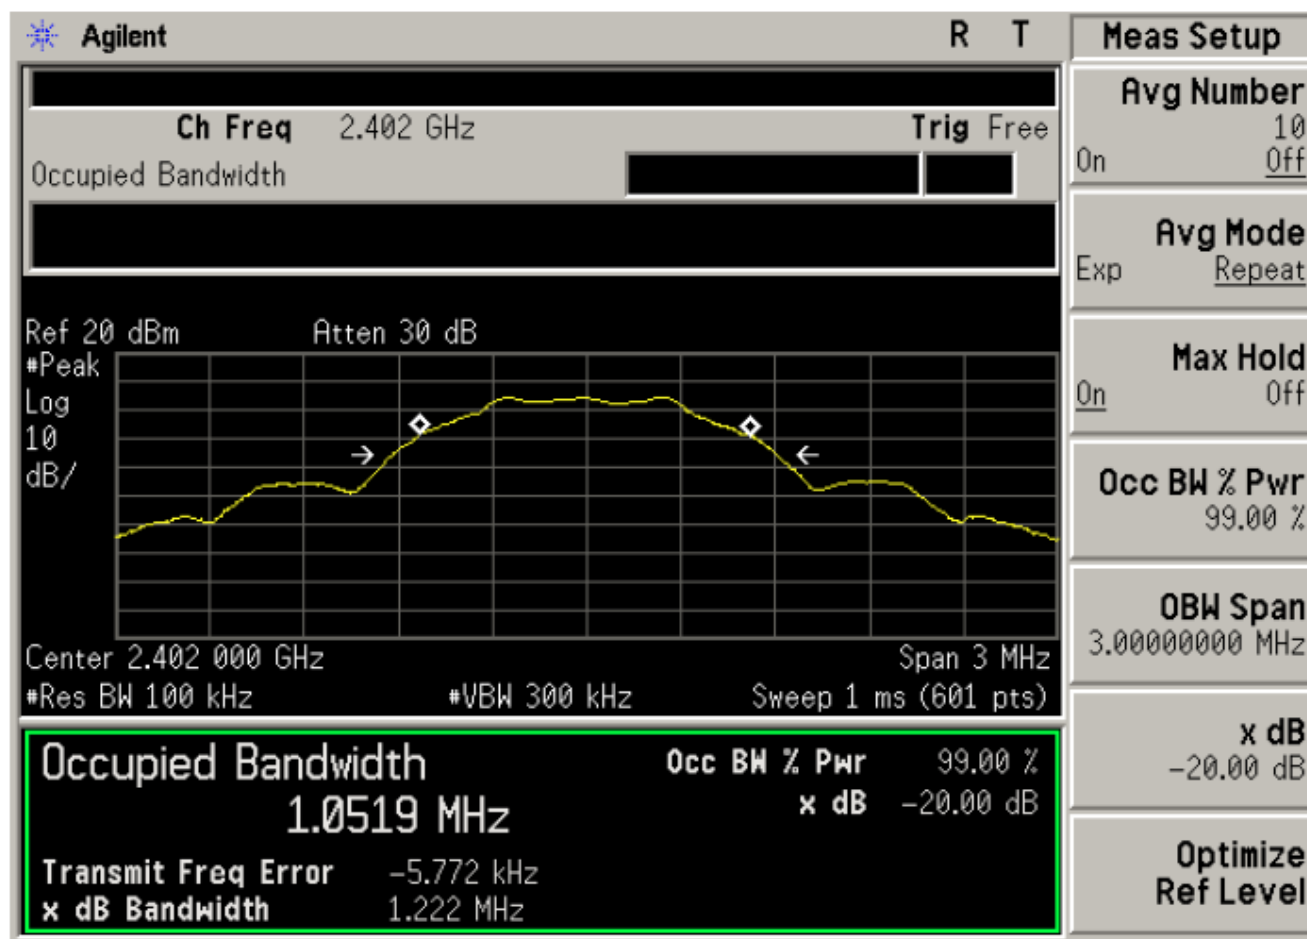 Agilent R T
Ch Freq 2.402 GHz Trig Free
Occupied Bandwidth
Ref 20 dBm Atten 30 dB
#Peak
Log
10
dB/
Center 2.402 000 GHz Span 3 MHz
#Res BW 100 kHz #VBW 300 kHz Sweep 1 ms (601 pts)
Occupied Bandwidth Occ BW % Pwr 99.00 %
1.0519 MHz x dB -20.00 dB
Transmit Freq Error -5.772 kHz
x dB Bandwidth 1.222 MHz
Meas Setup
Avg Number
10
On Off
Avg Mode
Exp Repeat
Max Hold
On Off
Occ BW % Pwr
99.00 %
OBW Span
3.00000000 MHz
x dB
-20.00 dB
Optimize
Ref Level